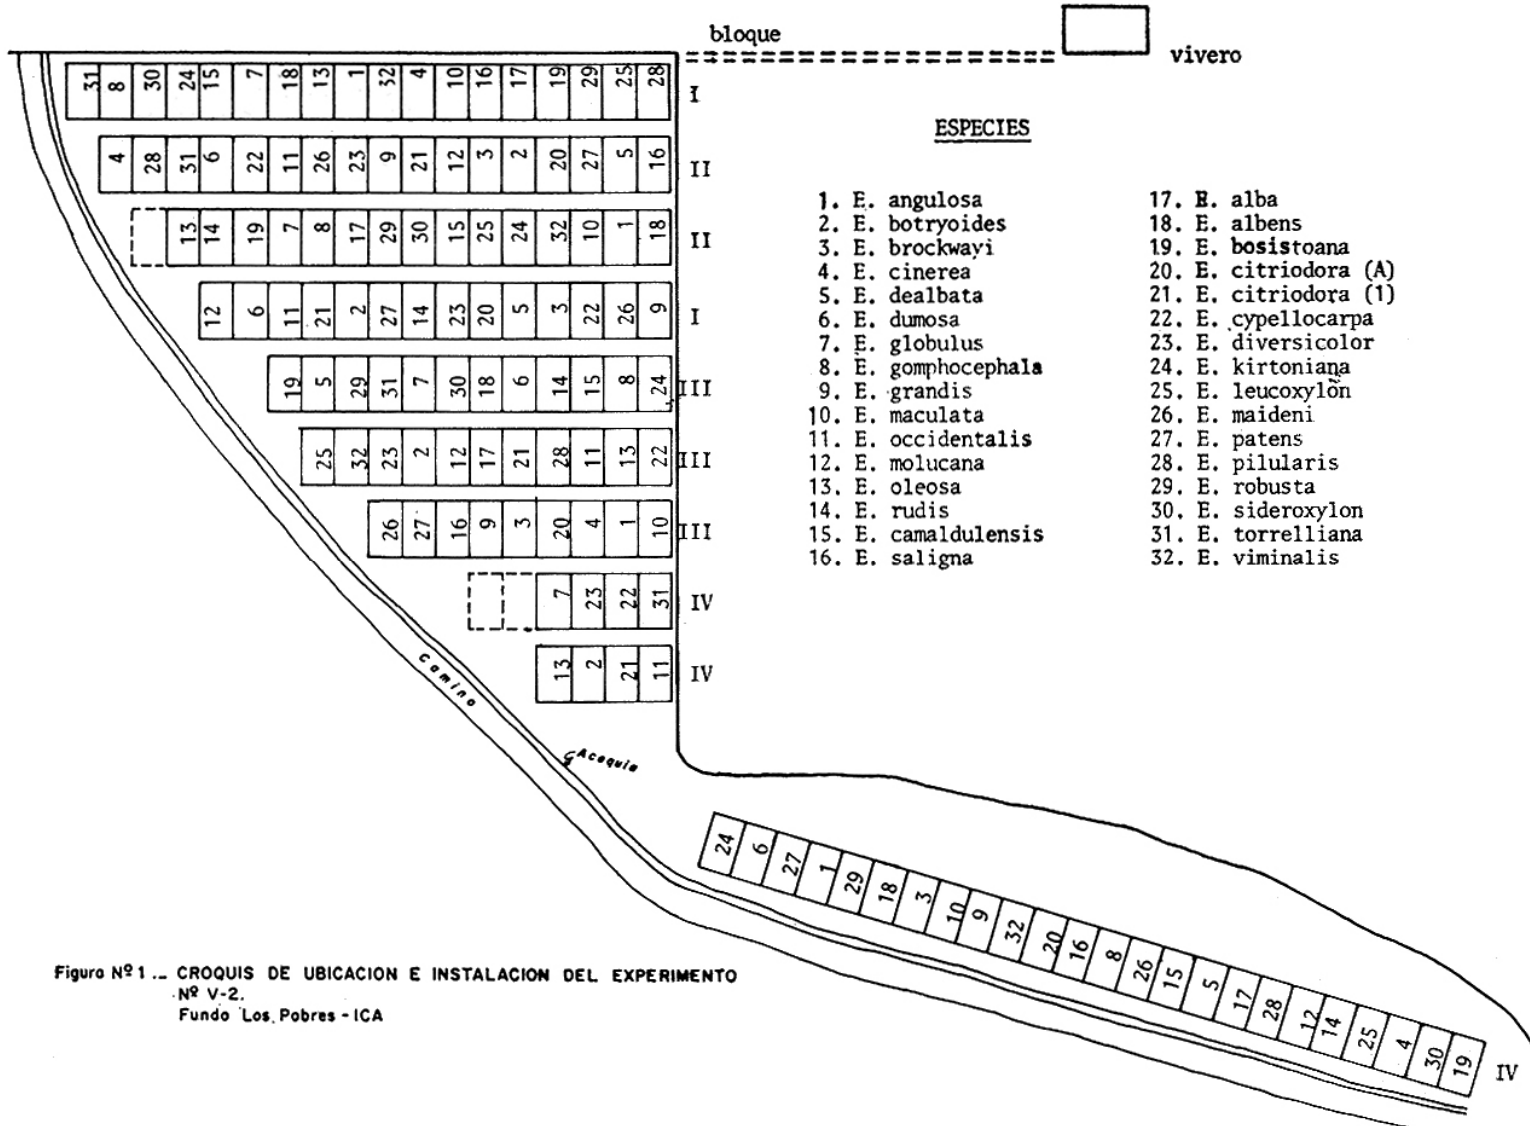 bloque
vivero
31 8 30 24 15 7 18 13 1 32 4 10 16 17 19 29 25 28 I
4 28 31 6 22 11 26 23 9 21 12 3 2 20 27 5 16 II
13 14 19 7 8 17 29 30 15 25 24 32 10 1 18 II
12 6 11 21 2 27 14 23 20 5 3 22 26 9 I
19 5 29 31 7 30 18 6 14 15 8 24 III
25 32 23 2 12 17 21 28 11 13 22 III
26 27 16 9 3 20 4 1 10 III
7 23 22 31 IV
13 2 21 11 IV
Camino
Acequia
24 6 27 1 29 18 3 10 9 32 20 16 8 26 15 5 17 28 12 14 25 4 30 19 IV
ESPECIES
1. E. angulosa
2. E. botryoides
3. E. brockwayi
4. E. cinerea
5. E. dealbata
6. E. dumosa
7. E. globulus
8. E. gomphocephala
9. E. grandis
10. E. maculata
11. E. occidentalis
12. E. molucana
13. E. oleosa
14. E. rudis
15. E. camaldulensis
16. E. saligna
17. E. alba
18. E. albens
19. E. bosistoana
20. E. citriodora (A)
21. E. citriodora (1)
22. E. cypellocarpa
23. E. diversicolor
24. E. kirtoniana
25. E. leucoxylon
26. E. maideni
27. E. patens
28. E. pilularis
29. E. robusta
30. E. sideroxylon
31. E. torrelliana
32. E. viminalis
Figura Nº 1 .- CROQUIS DE UBICACION E INSTALACION DEL EXPERIMENTO
Nº V-2.
Fundo Los Pobres - ICA